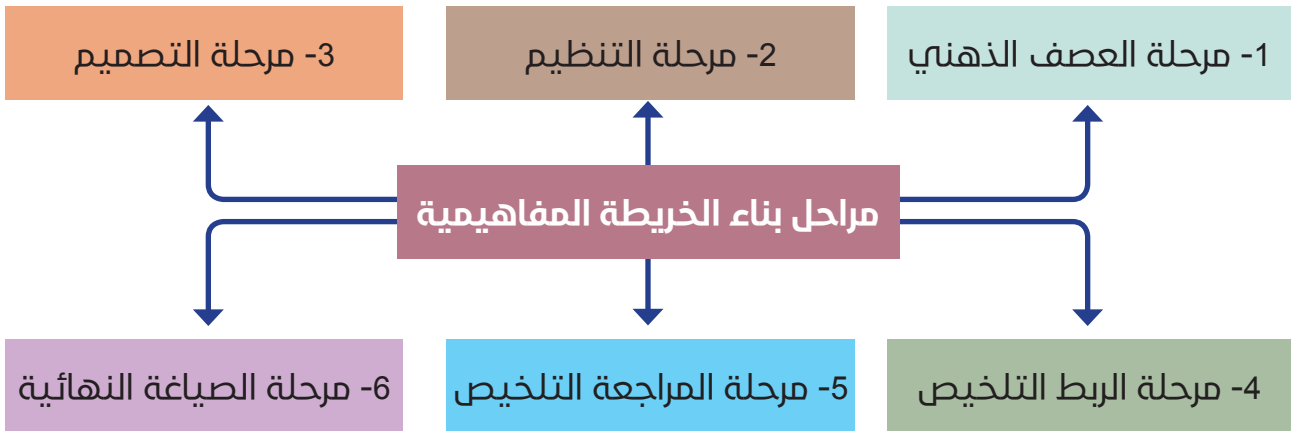 1- مرحلة العصف الذهني
2- مرحلة التنظيم
3- مرحلة التصميم
مراحل بناء الخريطة المفاهيمية
4- مرحلة الربط التلخيص
5- مرحلة المراجعة التلخيص
6- مرحلة الصياغة النهائية